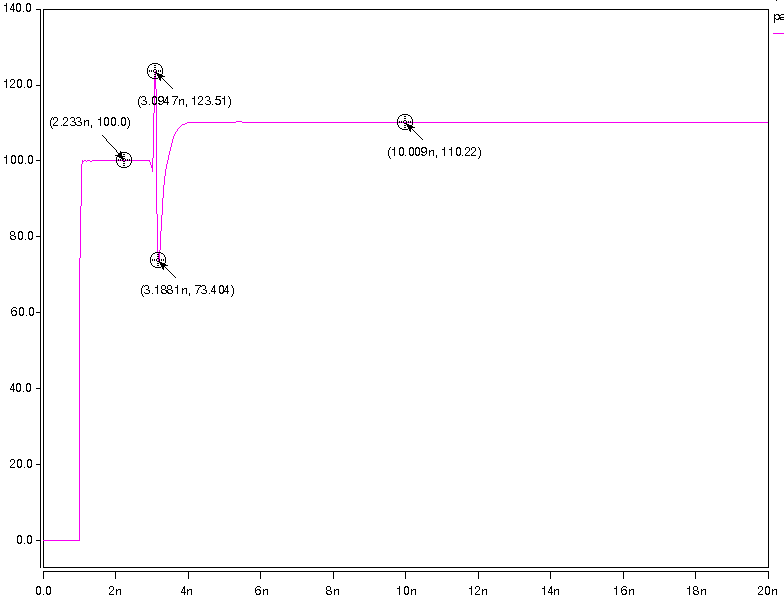 140.0
pa
120.0
(3.0947n, 123.51)
(2.233n, 100.0)
(10.009n, 110.22)
100.0
80.0
(3.1881n, 73.404)
60.0
40.0
20.0
0.0
0.0 2n 4n 6n 8n 10n 12n 14n 16n 18n 20n